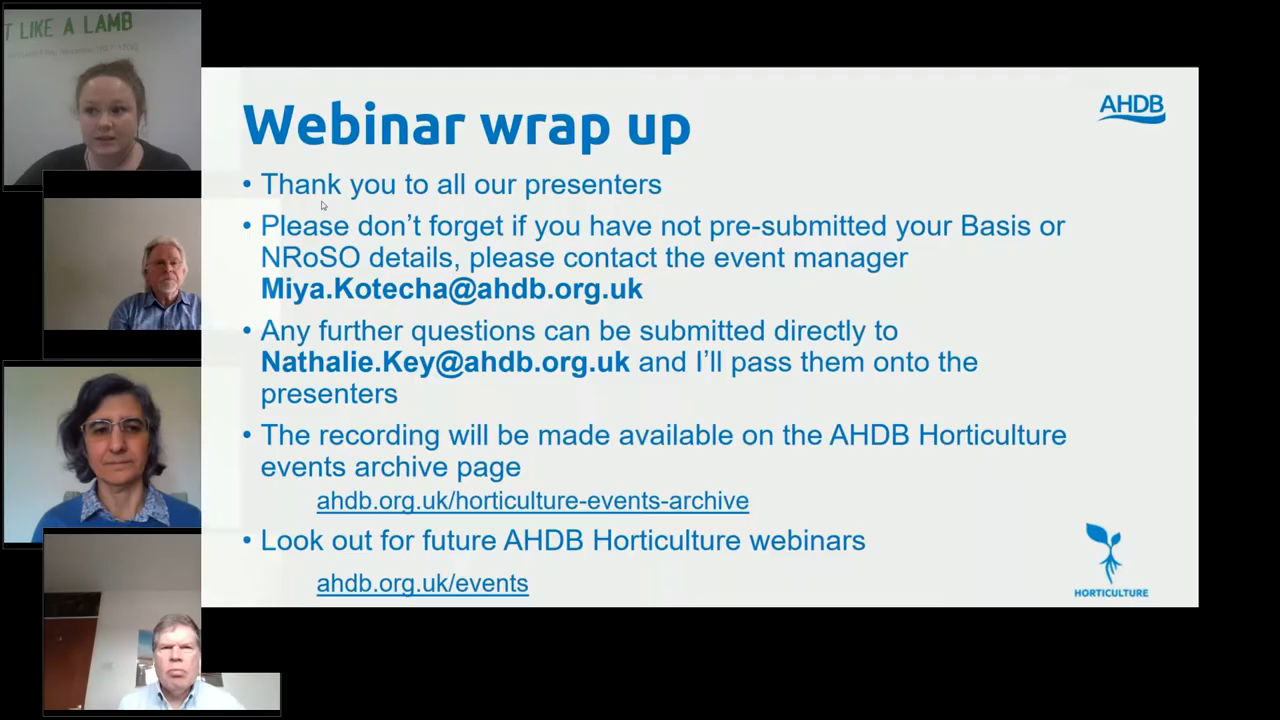 T LIKE A LAMB
AHDB
Webinar wrap up
• Thank you to all our presenters
• Please don't forget if you have not pre-submitted your Basis or
NRoSO details, please contact the event manager
Miya.Kotecha@ahdb.org.uk
• Any further questions can be submitted directly to
Nathalie.Key@ahdb.org.uk and I'll pass them onto the
presenters
• The recording will be made available on the AHDB Horticulture
events archive page
ahdb.org.uk/horticulture-events-archive
• Look out for future AHDB Horticulture webinars
ahdb.org.uk/events
HORTICULTURE